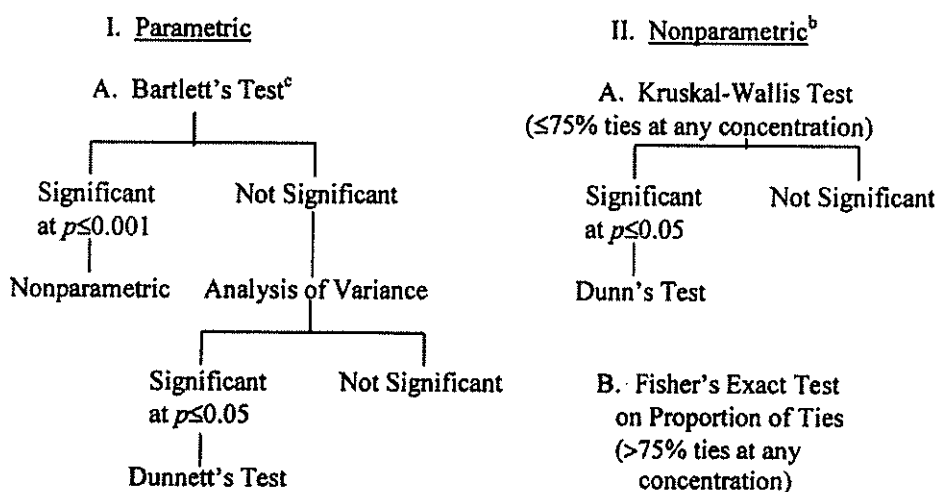 I. Parametric
A. Bartlett's Testᶜ
Significant
at p≤0.001
Not Significant
Nonparametric
Analysis of Variance
Significant
at p≤0.05
Not Significant
Dunnett's Test
II. Nonparametricᵇ
A. Kruskal-Wallis Test
(≤75% ties at any concentration)
Significant
at p≤0.05
Not Significant
Dunn's Test
B. Fisher's Exact Test
on Proportion of Ties
(>75% ties at any
concentration)